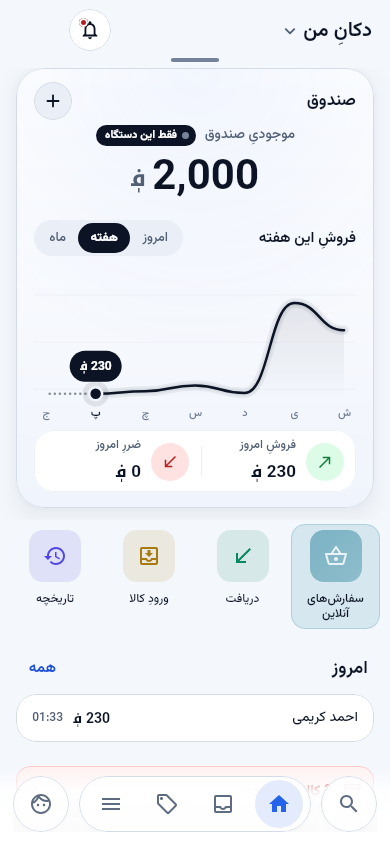 دکانِ من
صندوق
موجودیِ صندوق
فقط این دستگاه
2,000 ؋
فروشِ این هفته
امروز
هفته
ماه
230 ؋
ش
ی
د
س
چ
پ
ج
فروشِ امروز
230 ؋
ضررِ امروز
0 ؋
سفارش‌های
آنلاین
دریافت
ورودِ کالا
تاریخچه
امروز
همه
احمد کریمی
230 ؋
01:33